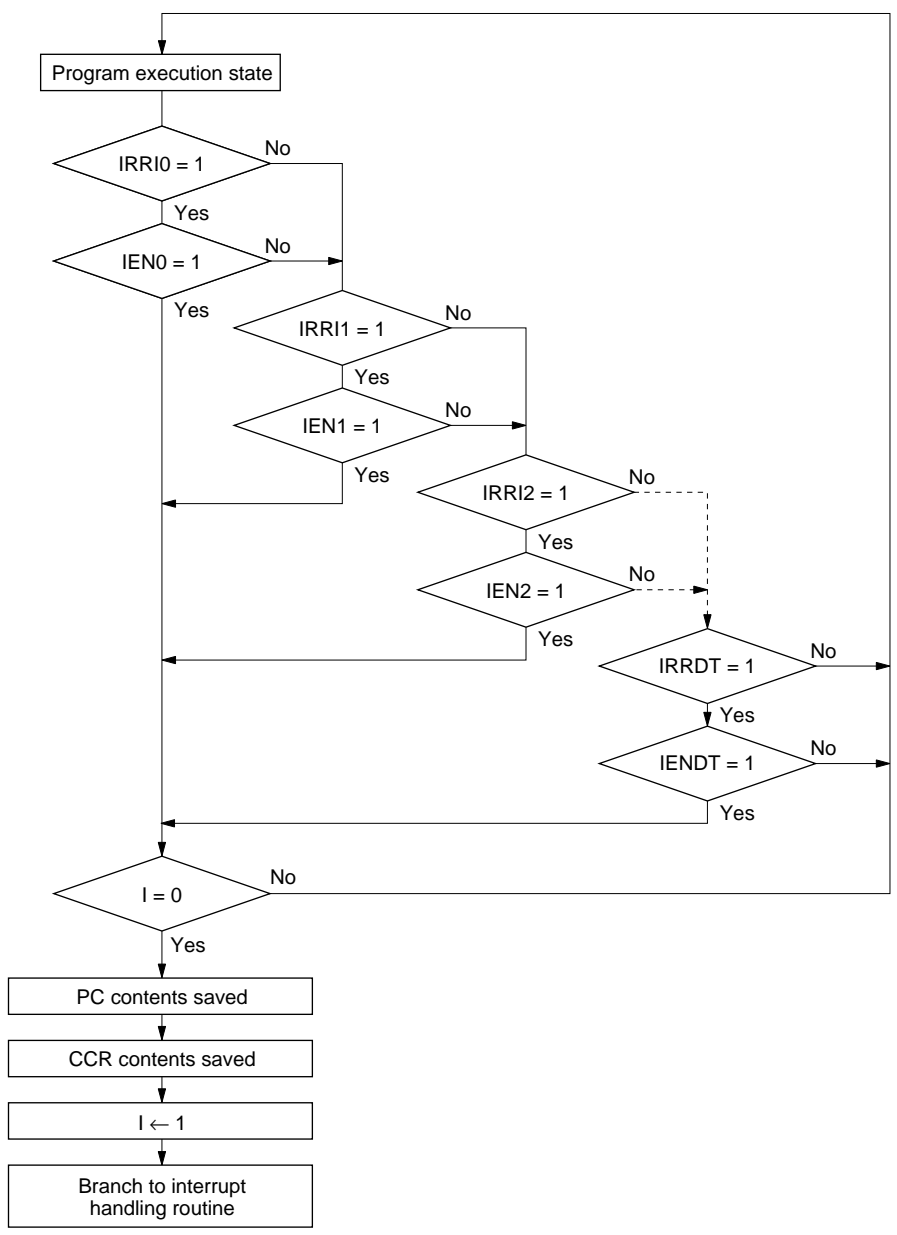 Program execution state
IRRI0 = 1
No
Yes
IEN0 = 1
No
Yes
IRRI1 = 1
No
Yes
IEN1 = 1
No
Yes
IRRI2 = 1
No
Yes
IEN2 = 1
No
Yes
IRRDT = 1
No
Yes
IENDT = 1
No
Yes
I = 0
No
Yes
PC contents saved
CCR contents saved
I ← 1
Branch to interrupt
handling routine